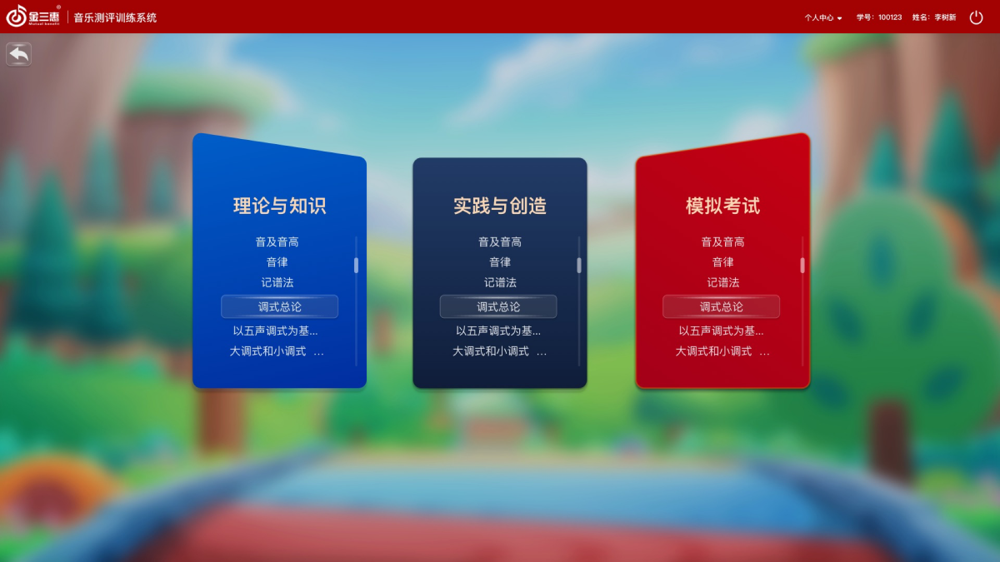 金三惠®
Mutual benefit
音乐测评训练系统
个人中心
学号：100123
姓名：李树新
理论与知识
音及音高
音律
记谱法
调式总论
以五声调式为基...
大调式和小调式 ...
实践与创造
音及音高
音律
记谱法
调式总论
以五声调式为基...
大调式和小调式 ...
模拟考试
音及音高
音律
记谱法
调式总论
以五声调式为基...
大调式和小调式 ...